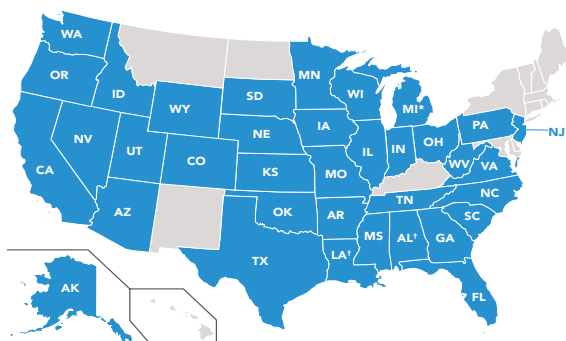 WA
OR
ID
MN
WI
MI*
SD
WY
IA
NE
NV
UT
CO
CA
KS
MO
IL
IN
OH
PA
NJ
WV
VA
NC
TN
SC
AZ
OK
AR
MS
AL†
GA
LA†
TX
FL
AK